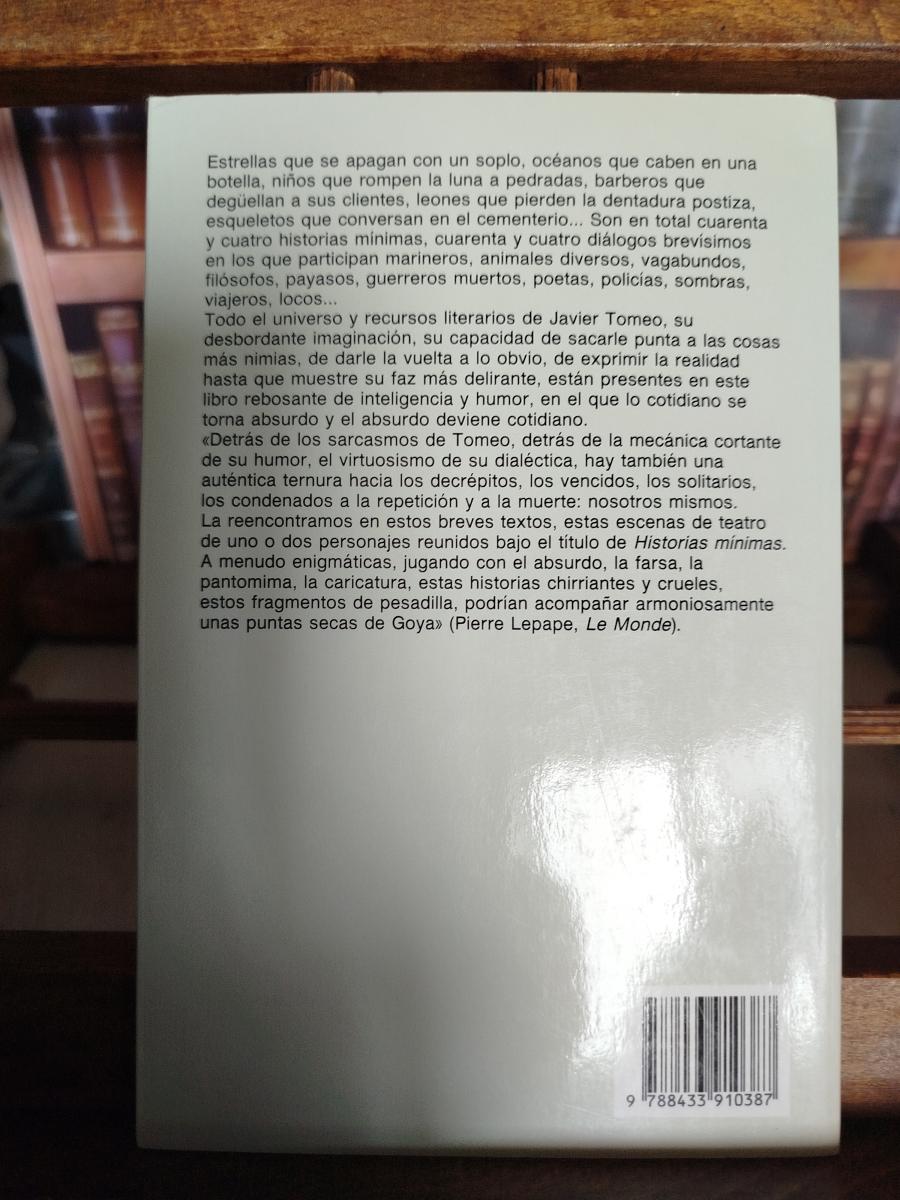 Estrellas que se apagan con un soplo, océanos que caben en una
botella, niños que rompen la luna a pedradas, barberos que
degüellan a sus clientes, leones que pierden la dentadura postiza,
esqueletos que conversan en el cementerio... Son en total cuarenta
y cuatro historias mínimas, cuarenta y cuatro diálogos brevísimos
en los que participan marineros, animales diversos, vagabundos,
filósofos, payasos, guerreros muertos, poetas, policías, sombras,
viajeros, locos...
Todo el universo y recursos literarios de Javier Tomeo, su
desbordante imaginación, su capacidad de sacarle punta a las cosas
más nimias, de darle la vuelta a lo obvio, de exprimir la realidad
hasta que muestre su faz más delirante, están presentes en este
libro rebosante de inteligencia y humor, en el que lo cotidiano se
torna absurdo y el absurdo deviene cotidiano.
«Detrás de los sarcasmos de Tomeo, detrás de la mecánica cortante
de su humor, el virtuosismo de su dialéctica, hay también una
auténtica ternura hacia los decrépitos, los vencidos, los solitarios,
los condenados a la repetición y a la muerte: nosotros mismos.
La reencontramos en estos breves textos, estas escenas de teatro
de uno o dos personajes reunidos bajo el título de Historias mínimas.
A menudo enigmáticas, jugando con el absurdo, la farsa, la
pantomima, la caricatura, estas historias chirriantes y crueles,
estos fragmentos de pesadilla, podrían acompañar armoniosamente
unas puntas secas de Goya» (Pierre Lepape, Le Monde).
9 788433 910387